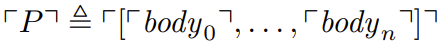 ⌜P⌝ ≜ ⌜[⌜body₀⌝, . . . , ⌜bodyₙ⌝]⌝